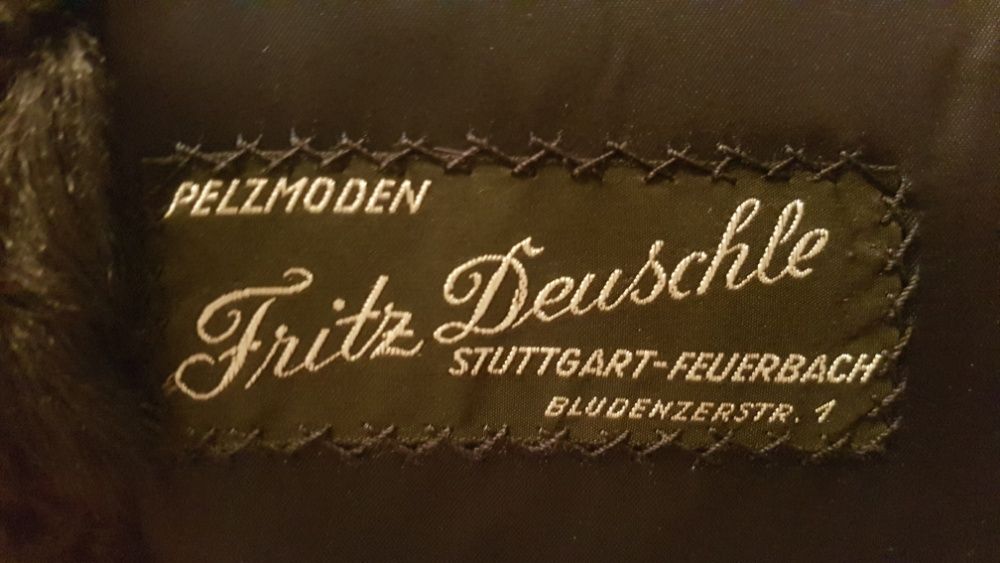 PELZMODEN
Fritz Deuschle
STUTTGART-FEUERBACH
BLUDENZERSTR. 1